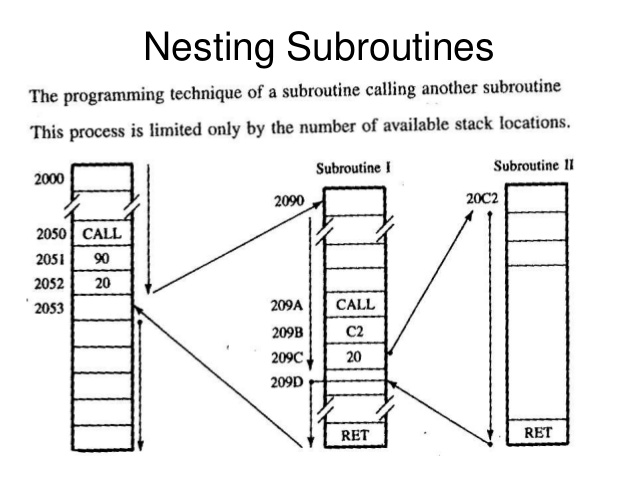 Nesting Subroutines
The programming technique of a subroutine calling another subroutine
This process is limited only by the number of available stack locations.
Subroutine I
Subroutine II
2000
2050 CALL
2051 90
2052 20
2053
2090
209A CALL
209B C2
209C 20
209D
RET
20C2
RET